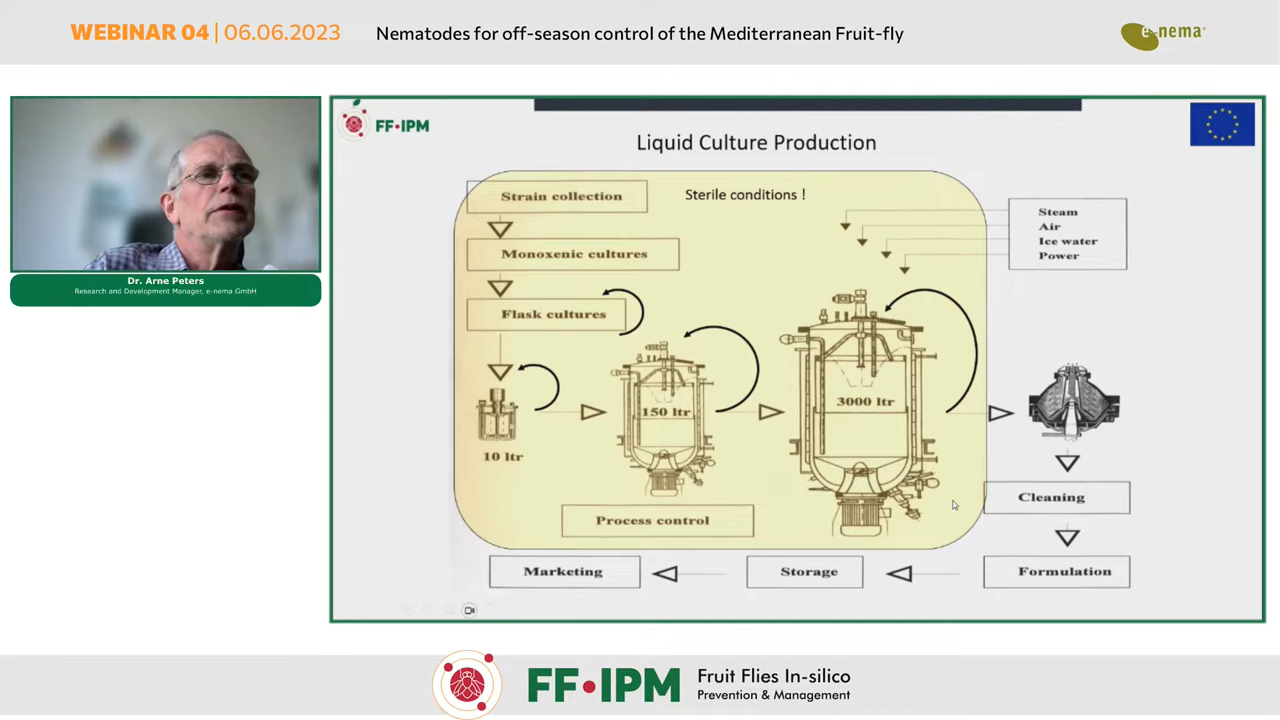 WEBINAR 04 | 06.06.2023
Nematodes for off-season control of the Mediterranean Fruit-fly
e-nema
Dr. Arne Peters
Research and Development Manager, e-nema GmbH
FF•IPM
Liquid Culture Production
Strain collection
Sterile conditions !
Monoxenic cultures
Flask cultures
Steam
Air
Ice water
Power
10 ltr
150 ltr
3000 ltr
Process control
Cleaning
Formulation
Storage
Marketing
FF•IPM
Fruit Flies In-silico
Prevention & Management